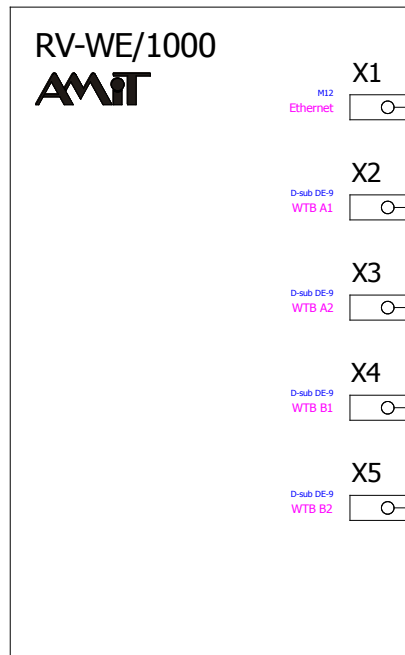 RV-WE/1000
AMiT
X1
M12
Ethernet
X2
D-sub DE-9
WTB A1
X3
D-sub DE-9
WTB A2
X4
D-sub DE-9
WTB B1
X5
D-sub DE-9
WTB B2